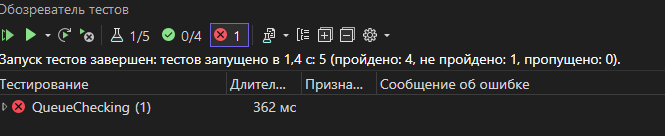 Обозреватель тестов
1/5 0/4 1
Запуск тестов завершен: тестов запущено в 1,4 с: 5 (пройдено: 4, не пройдено: 1, пропущено: 0).
Тестирование Длител... Призна... Сообщение об ошибке
QueueChecking (1) 362 мс